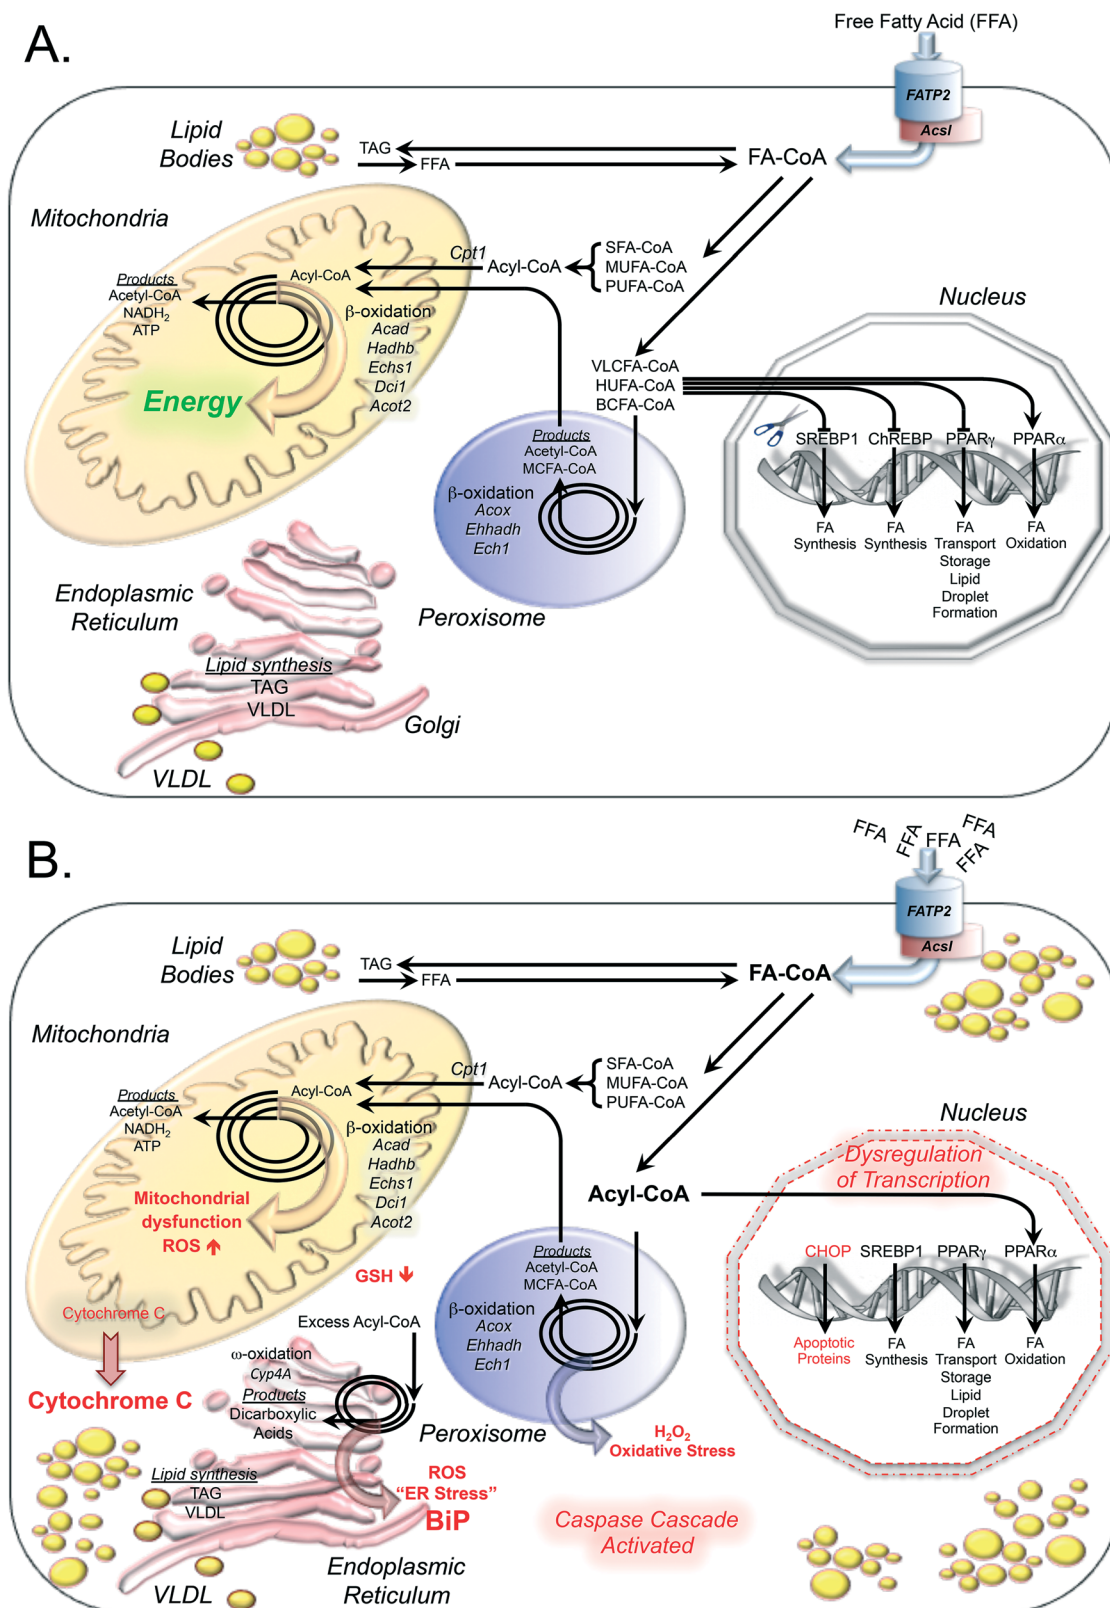 A.
Free Fatty Acid (FFA)
FATP2
Acsl
Lipid
Bodies
TAG
FFA
FA-CoA
Mitochondria
Cpt1
Acyl-CoA
SFA-CoA
MUFA-CoA
PUFA-CoA
Products
Acetyl-CoA
NADH₂
ATP
Acyl-CoA
β-oxidation
Acad
Hadhb
Echs1
Dci1
Acot2
Energy
VLCFA-CoA
HUFA-CoA
BCFA-CoA
Nucleus
SREBP1 ChREBP PPARγ PPARα
FA
Synthesis
FA
Synthesis
FA
Transport
Storage
Lipid
Droplet
Formation
FA
Oxidation
Products
Acetyl-CoA
MCFA-CoA
β-oxidation
Acox
Ehhadh
Ech1
Peroxisome
Endoplasmic
Reticulum
Lipid synthesis
TAG
VLDL
Golgi
VLDL
B.
FFA
FFA
FFA
FFA
FFA
FATP2
Acsl
Lipid
Bodies
TAG
FFA
FA-CoA
Mitochondria
Cpt1
Acyl-CoA
SFA-CoA
MUFA-CoA
PUFA-CoA
Products
Acetyl-CoA
NADH₂
ATP
Acyl-CoA
β-oxidation
Acad
Hadhb
Echs1
Dci1
Acot2
Mitochondrial
dysfunction
ROS
GSH
Cytochrome C
Cytochrome C
Acyl-CoA
Nucleus
Dysregulation
of Transcription
CHOP SREBP1 PPARγ PPARα
Apoptotic
Proteins
FA
Synthesis
FA
Transport
Storage
Lipid
Droplet
Formation
FA
Oxidation
Products
Acetyl-CoA
MCFA-CoA
β-oxidation
Acox
Ehhadh
Ech1
Peroxisome
H₂O₂
Oxidative Stress
Excess Acyl-CoA
ω-oxidation
Cyp4A
Products
Dicarboxylic
Acids
Lipid synthesis
TAG
VLDL
ROS
“ER Stress”
BiP
Endoplasmic
Reticulum
VLDL
Caspase Cascade
Activated